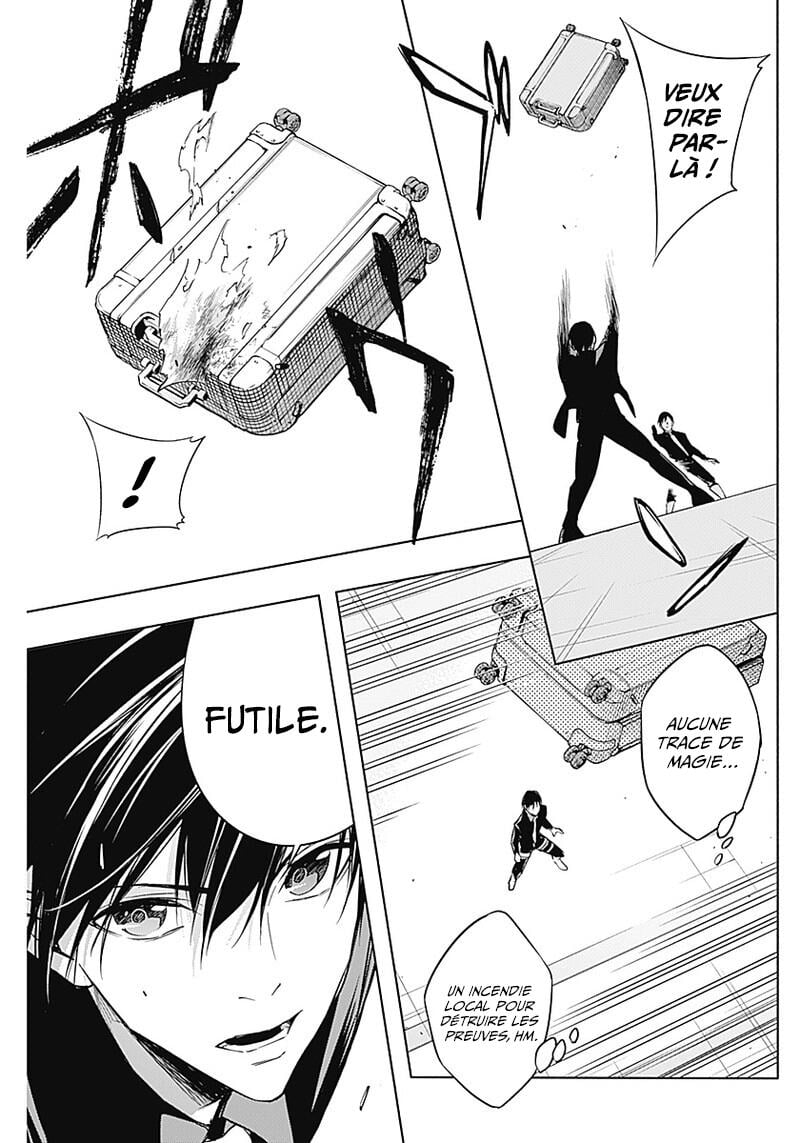 VEUX
DIRE
PAR-
LÀ !
!
AUCUNE
TRACE DE
MAGIE...
UN INCENDIE
LOCAL POUR
DÉTRUIRE LES
PREUVES, HM.
FUTILE.